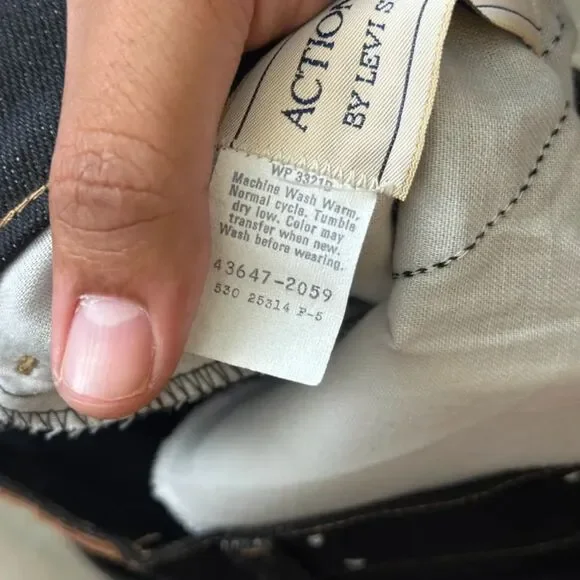 ACTION
BY LEVI'S
WP 3321D
Machine Wash Warm,
Normal cycle. Tumble
dry low. Color may
transfer when new.
Wash before wearing.
43647-2059
530 25314 P-5